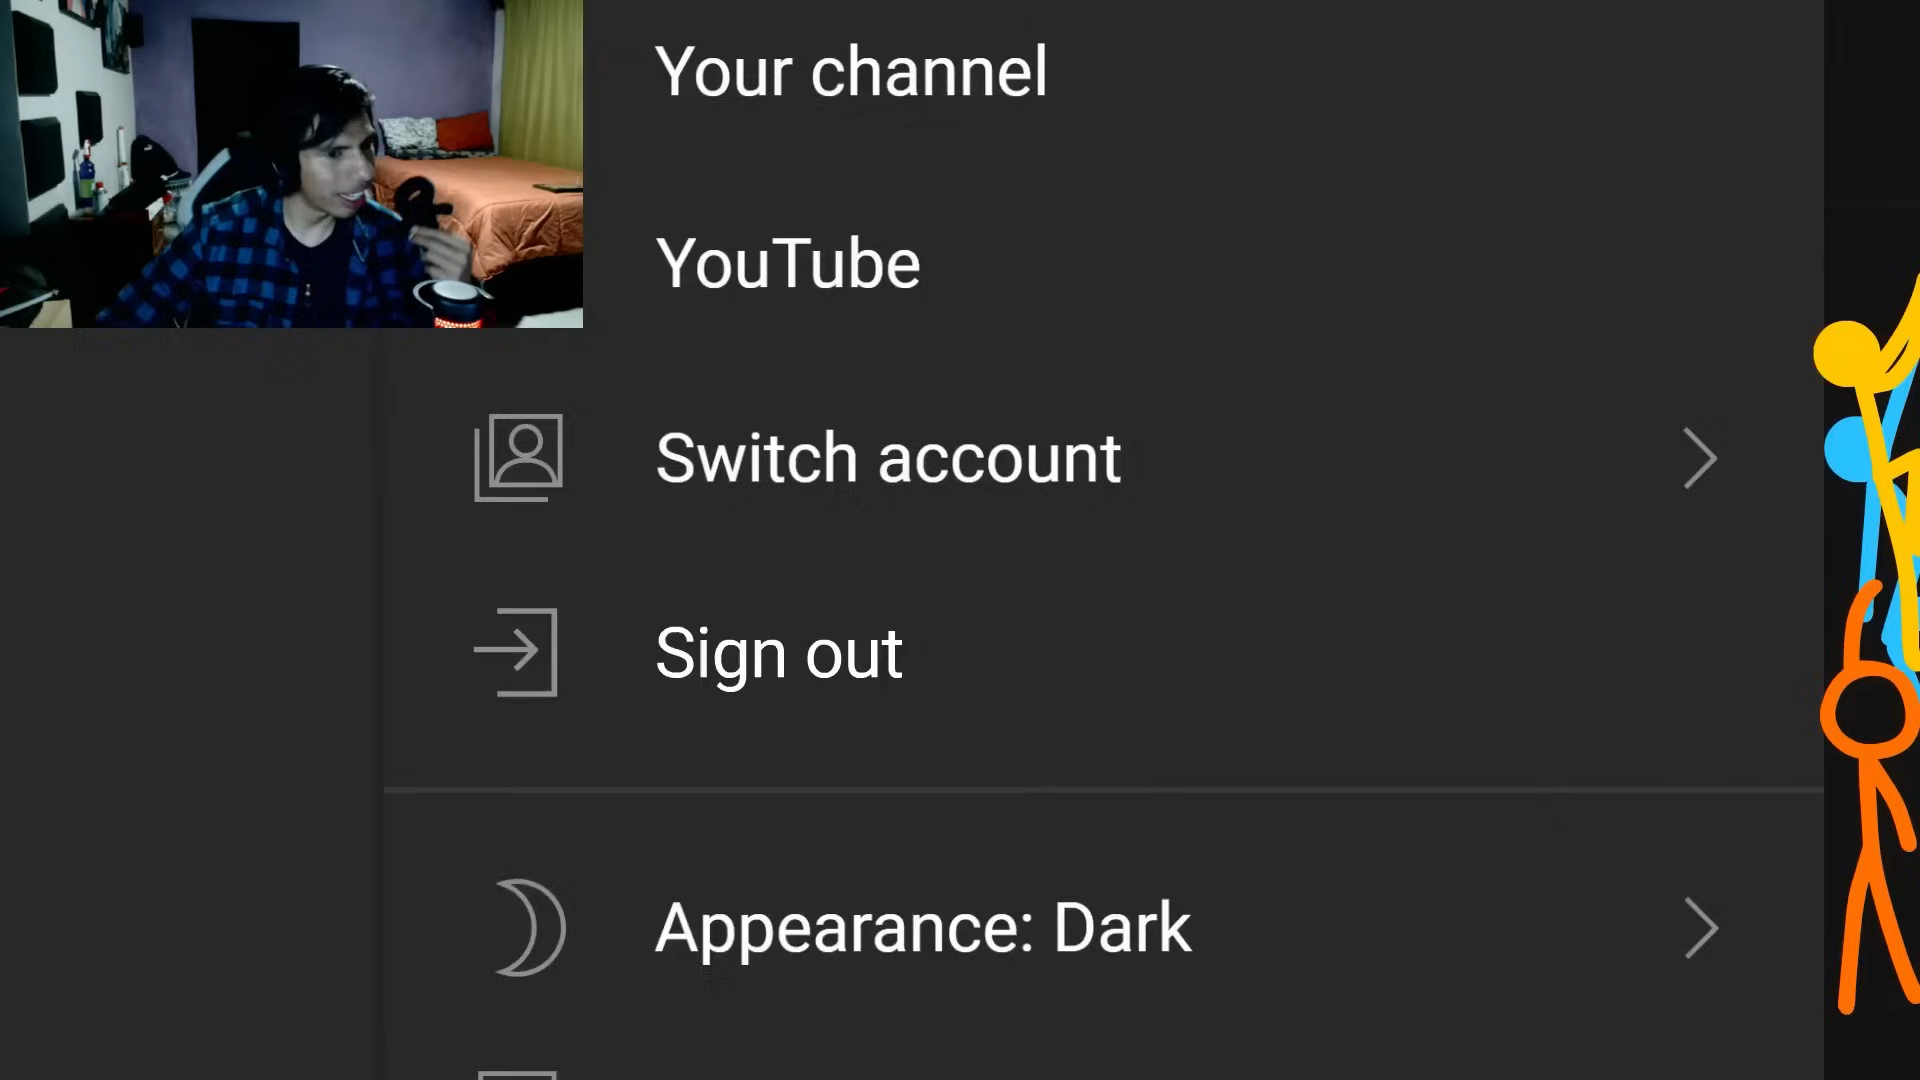 Your channel
YouTube
Switch account
Sign out
Appearance: Dark